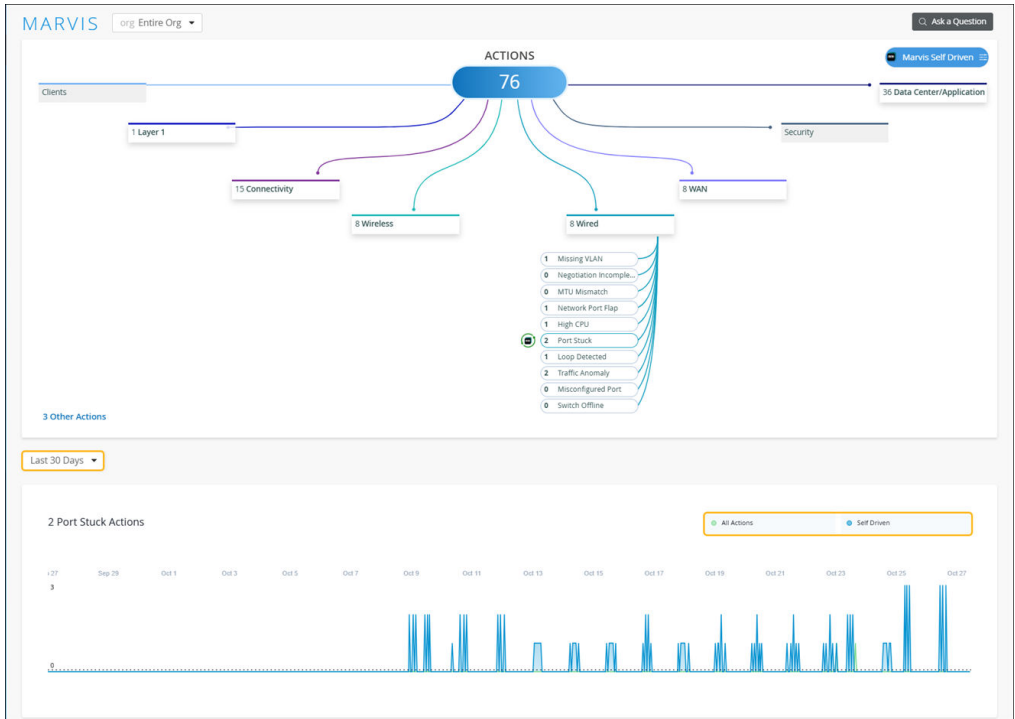 MARVIS
org Entire Org
Ask a Question
ACTIONS
76
Marvis Self Driven
Clients
36 Data Center/Application
1 Layer 1
Security
15 Connectivity
8 WAN
8 Wireless
8 Wired
1 Missing VLAN
0 Negotiation Incomple...
0 MTU Mismatch
1 Network Port Flap
1 High CPU
2 Port Stuck
1 Loop Detected
2 Traffic Anomaly
0 Misconfigured Port
0 Switch Offline
3 Other Actions
Last 30 Days
2 Port Stuck Actions
All Actions
Self Driven
27 Sep 29 Oct 1 Oct 3 Oct 5 Oct 7 Oct 9 Oct 11 Oct 13 Oct 15 Oct 17 Oct 19 Oct 21 Oct 23 Oct 25 Oct 27
3
0